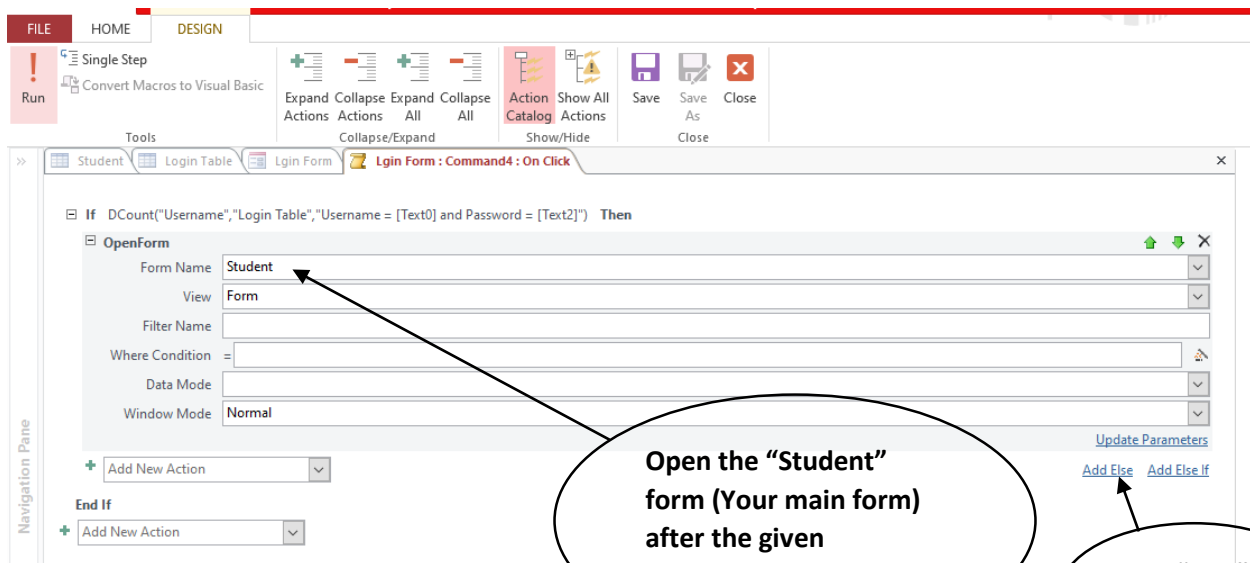 FILE HOME DESIGN
Run
Single Step
Convert Macros to Visual Basic
Tools
Expand Actions
Collapse Actions
Expand All
Collapse All
Collapse/Expand
Action Catalog
Show All Actions
Show/Hide
Save
Save As
Close
Close
Student Login Table Lgin Form Lgin Form : Command4 : On Click
If DCount("Username","Login Table","Username = [Text0] and Password = [Text2]") Then
OpenForm
Form Name Student
View Form
Filter Name
Where Condition =
Data Mode
Window Mode Normal
Update Parameters
Add New Action
Add Else Add Else If
End If
Add New Action
Navigation Pane
Open the “Student”
form (Your main form)
after the given